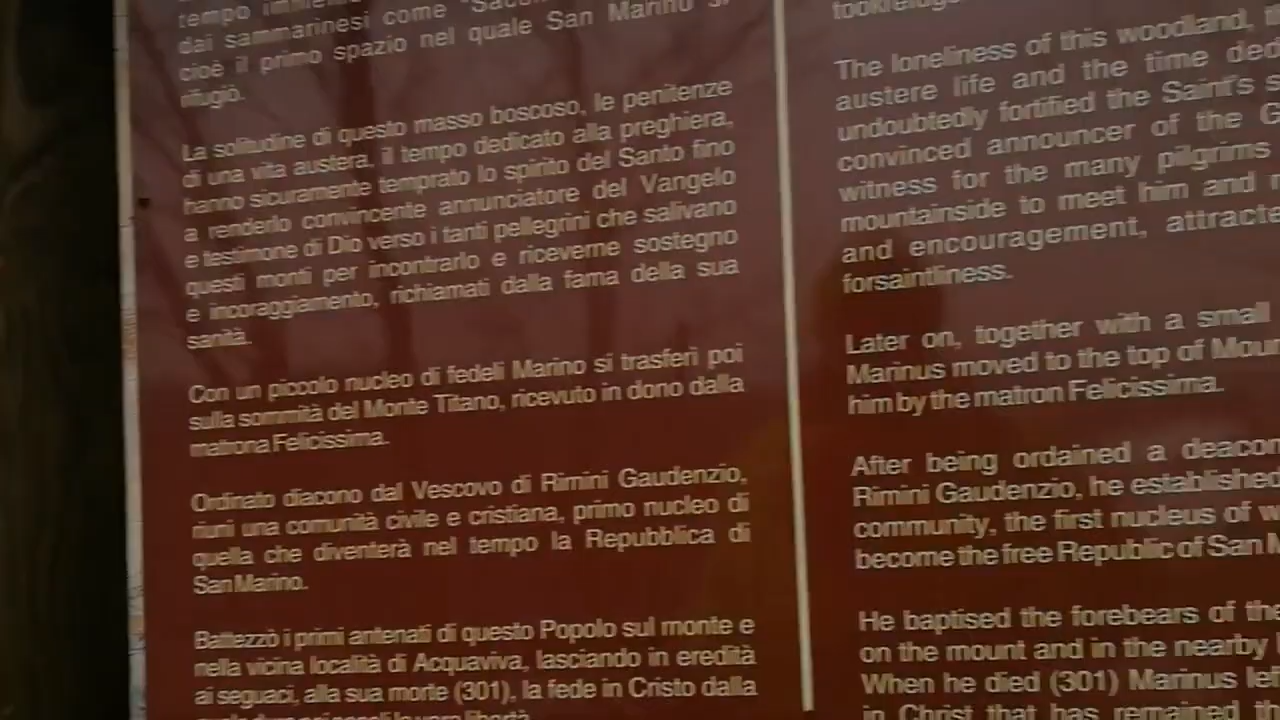 tempo
dai sammarinesi come
cioè il primo spazio nel quale San Marino si
rifugiò.
La solitudine di questo masso boscoso, le penitenze
di una vita austera, il tempo dedicato alla preghiera,
hanno sicuramente temprato lo spirito del Santo fino
a renderlo convincente annunciatore del Vangelo
e testimone di Dio verso i tanti pellegrini che salivano
questi monti per incontrarlo e riceverne sostegno
e incoraggiamento, richiamati dalla fama della sua
sanità.
Con un piccolo nucleo di fedeli Marino si trasferì poi
sulla sommità del Monte Titano, ricevuto in dono dalla
matrona Felicissima.
Ordinato diacono dal Vescovo di Rimini Gaudenzio,
riunì una comunità civile e cristiana, primo nucleo di
quella che diventerà nel tempo la Repubblica di
San Marino.
Battezzò i primi antenati di questo Popolo sul monte e
nella vicina località di Acquaviva, lasciando in eredità
ai seguaci, alla sua morte (301), la fede in Cristo dalla
The loneliness of this woodland,
austere life and the time ded
undoubtedly fortified the Saint's s
convinced announcer of the G
witness for the many pilgrims
mountainside to meet him and
and encouragement, attracte
forsaintliness.
Later on, together with a small
Marinus moved to the top of Moun
him by the matron Felicissima.
After being ordained a deacon
Rimini Gaudenzio, he established
community, the first nucleus of w
become the free Republic of San M
He baptised the forebears of the
on the mount and in the nearby
When he died (301) Marinus left
in Christ that has remained th